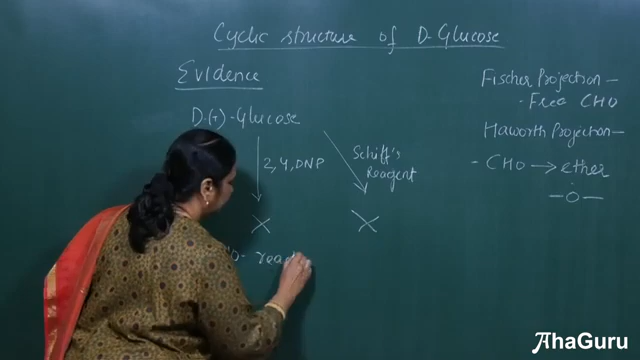 Cyclic structure of D-Glucose
Evidence
D(+)-Glucose
2,4,DNP
Schiff's
Reagent
X X
Fischer Projection –
· Free CHO
Haworth Projection –
- CHO → ether
– O –
AhaGuru